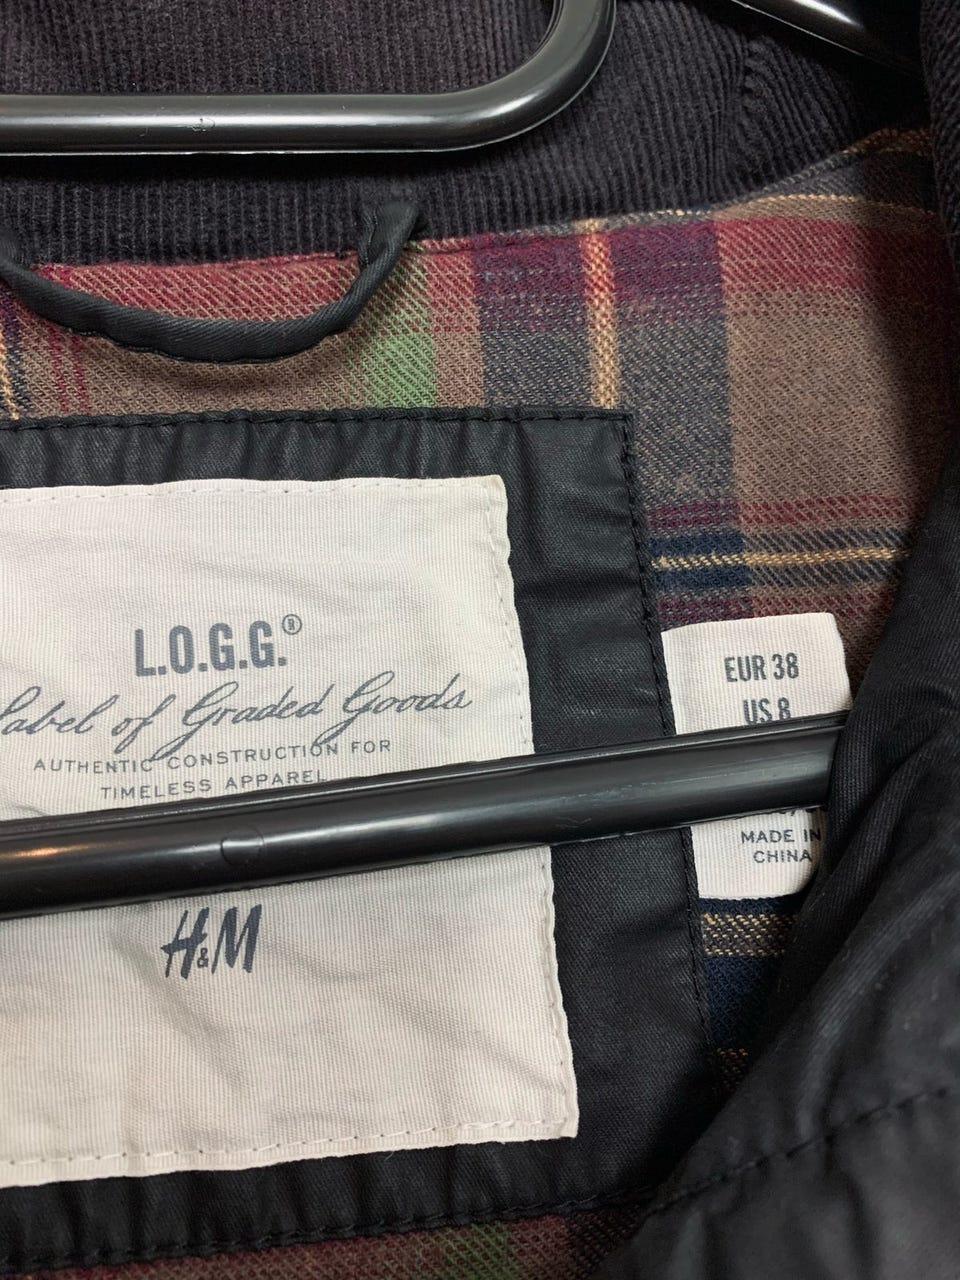 L.O.G.G.®
Label of Graded Goods
AUTHENTIC CONSTRUCTION FOR
TIMELESS APPAREL
H&M
EUR 38
US 8
MADE IN
CHINA